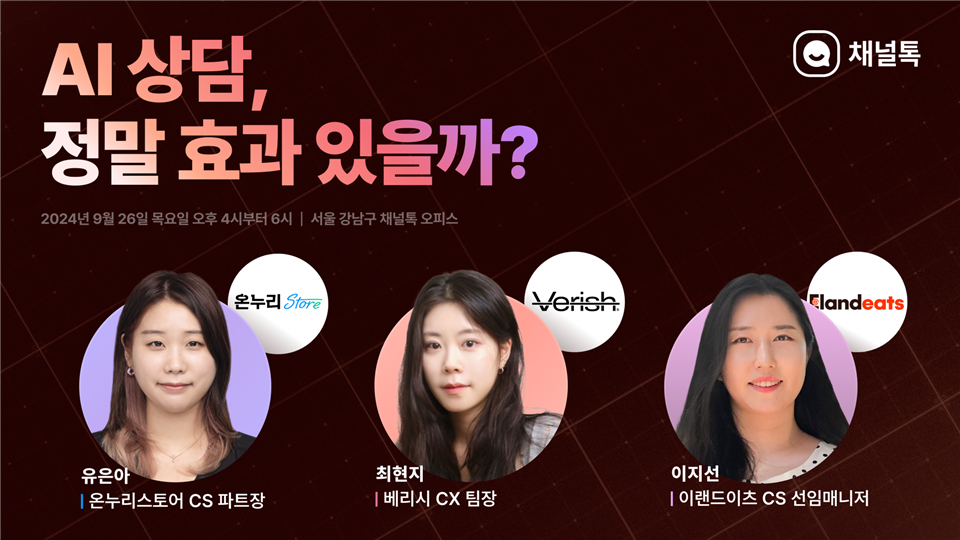 AI 상담,
정말 효과 있을까?
채널톡
2024년 9월 26일 목요일 오후 4시부터 6시 | 서울 강남구 채널톡 오피스
온누리 Store
Verish
Elandeats
유은아
온누리스토어 CS 파트장
최현지
베리시 CX 팀장
이지선
이랜드이츠 CS 선임매니저